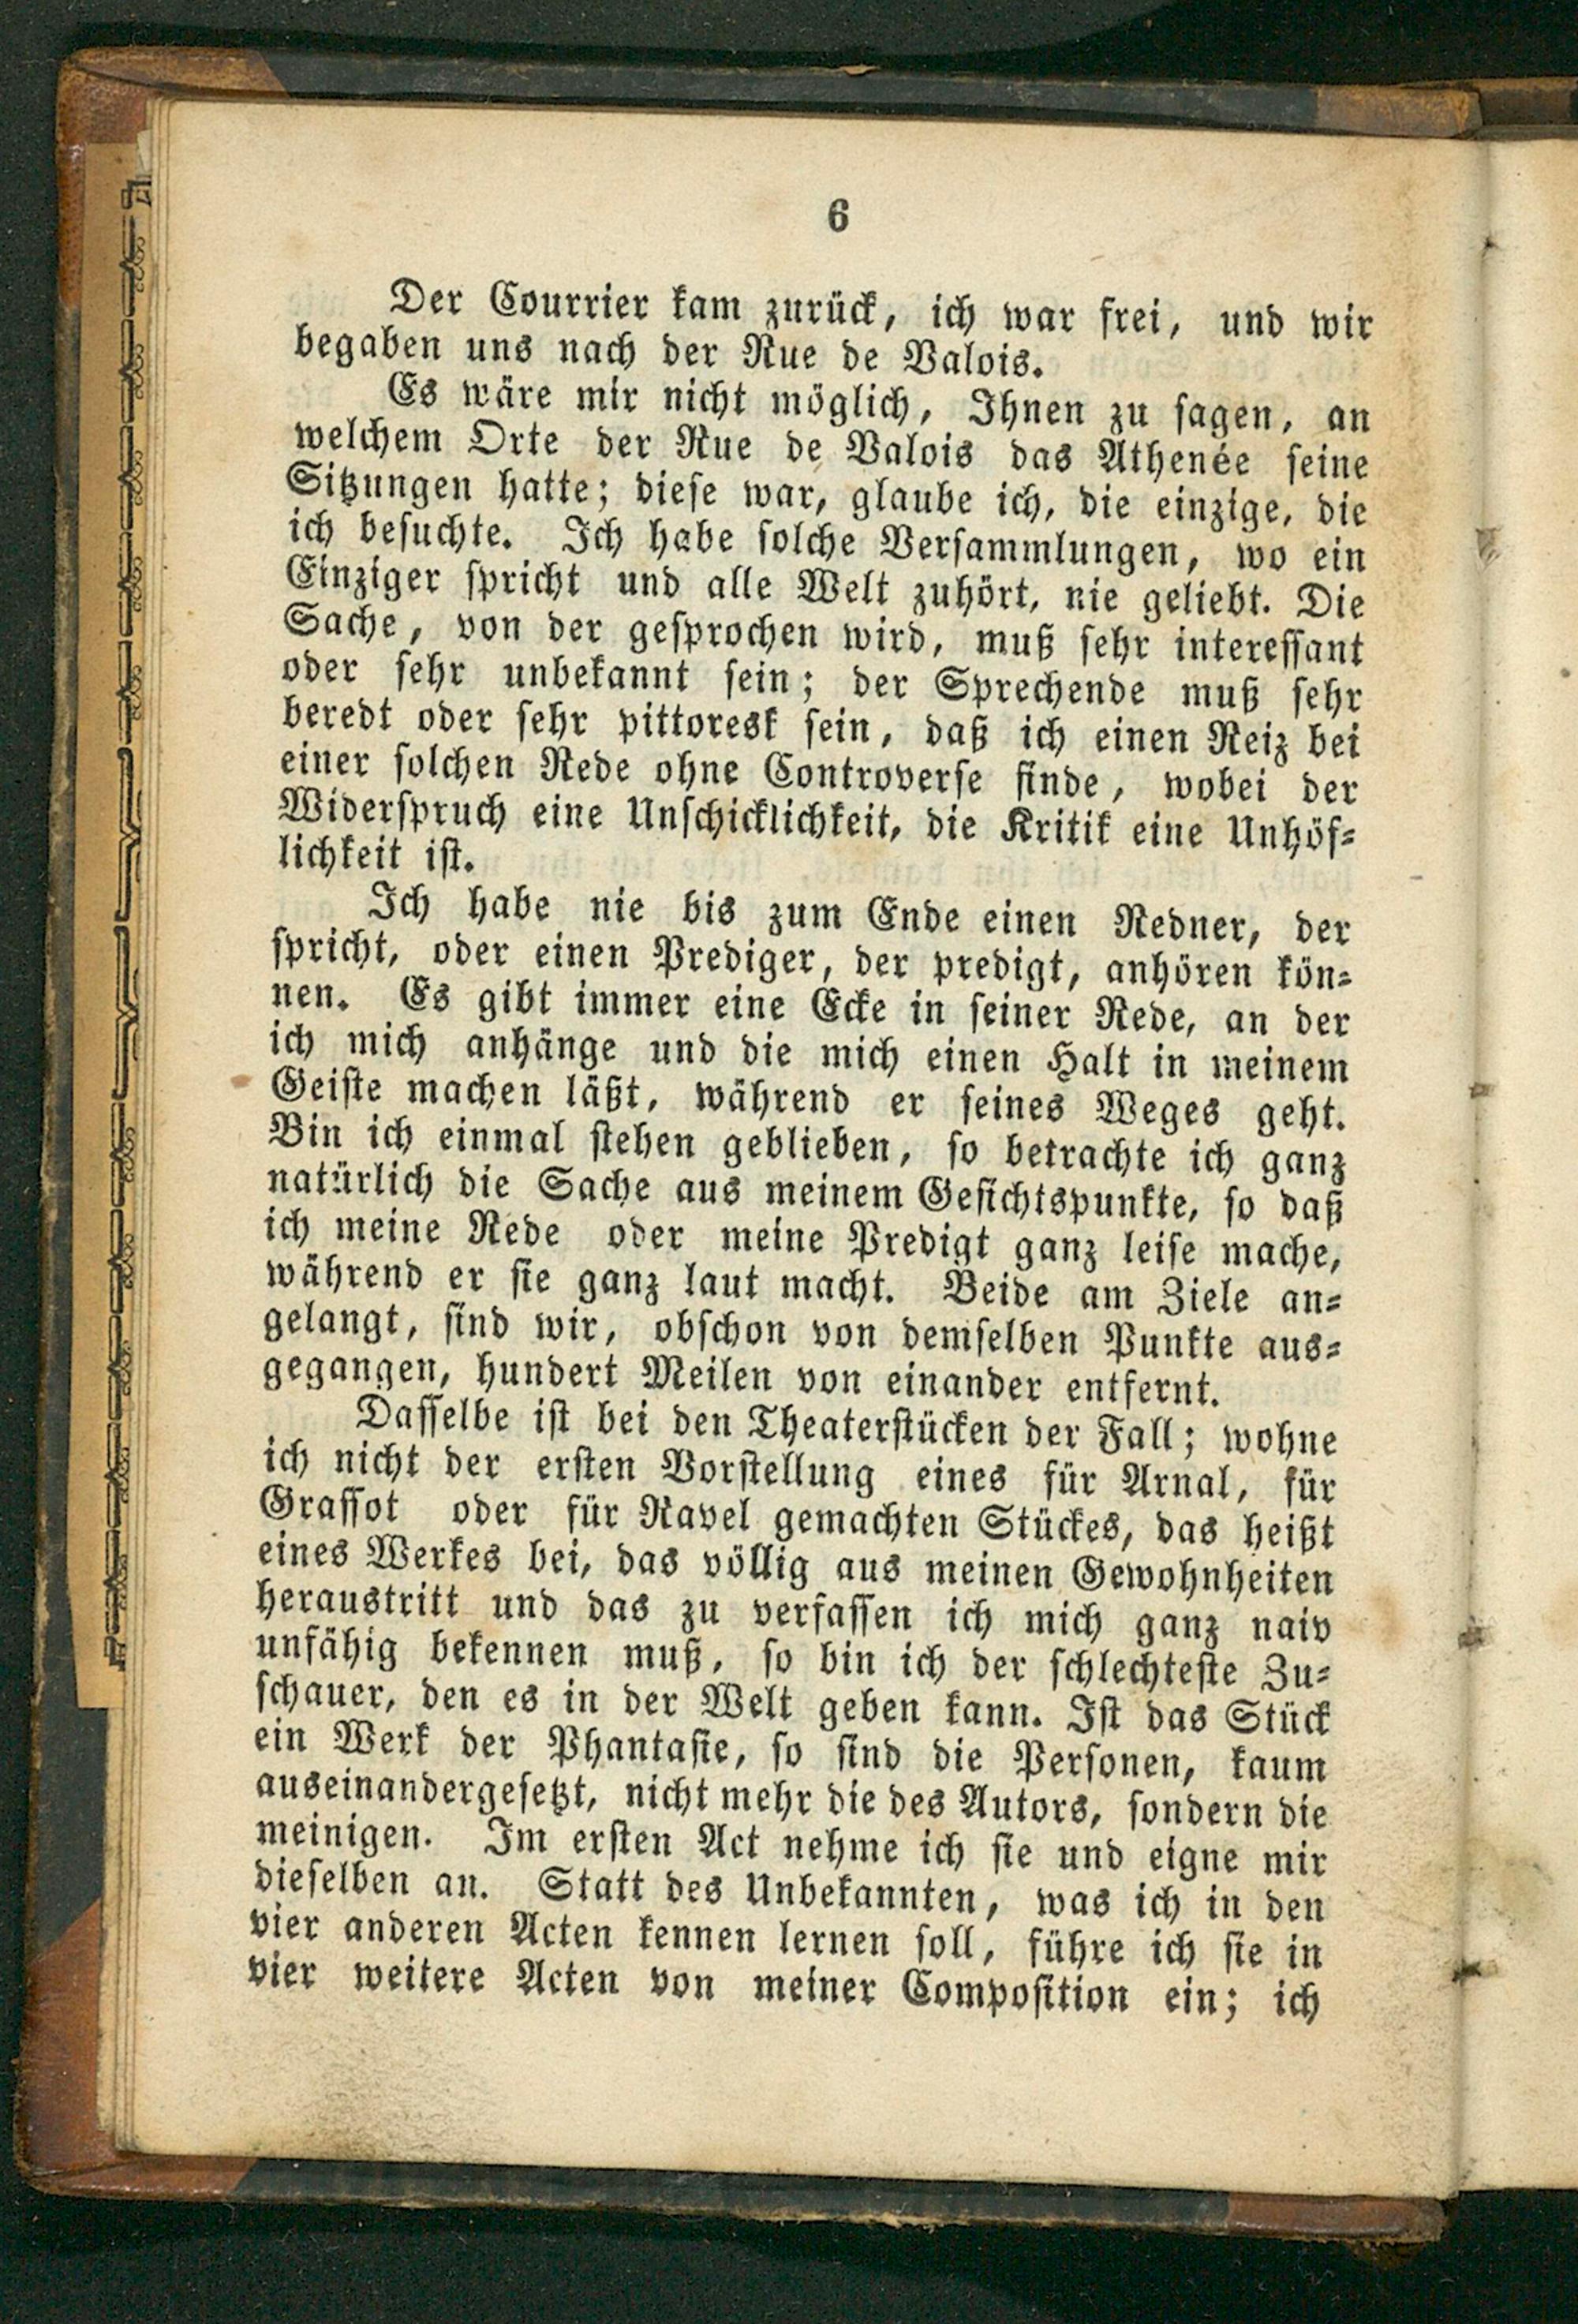 6
Der Courrier kam zurück, ich war frei, und wir
begaben uns nach der Rue de Valois.
Es wäre mir nicht möglich, Ihnen zu sagen, an
welchem Orte der Rue de Valois das Athenée seine
Sitzungen hatte; diese war, glaube ich, die einzige, die
ich besuchte. Ich habe solche Versammlungen, wo ein
Einziger spricht und alle Welt zuhört, nie geliebt. Die
Sache, von der gesprochen wird, muß sehr interessant
oder sehr unbekannt sein; der Sprechende muß sehr
beredt oder sehr pittoresk sein, daß ich einen Reiz bei
einer solchen Rede ohne Controverse finde, wobei der
Widerspruch eine Unschicklichkeit, die Kritik eine Unhöf-
lichkeit ist.
Ich habe nie bis zum Ende einen Redner, der
spricht, oder einen Prediger, der predigt, anhören kön-
nen. Es gibt immer eine Ecke in seiner Rede, an der
ich mich anhänge und die mich einen Halt in meinem
Geiste machen läßt, während er seines Weges geht.
Bin ich einmal stehen geblieben, so betrachte ich ganz
natürlich die Sache aus meinem Gesichtspunkte, so daß
ich meine Rede oder meine Predigt ganz leise mache,
während er sie ganz laut macht. Beide am Ziele an-
gelangt, sind wir, obschon von demselben Punkte aus-
gegangen, hundert Meilen von einander entfernt.
Dasselbe ist bei den Theaterstücken der Fall; wohne
ich nicht der ersten Vorstellung eines für Arnal, für
Grassot oder für Ravel gemachten Stückes, das heißt
eines Werkes bei, das völlig aus meinen Gewohnheiten
heraustritt und das zu verfassen ich mich ganz naiv
unfähig bekennen muß, so bin ich der schlechteste Zu-
schauer, den es in der Welt geben kann. Ist das Stück
ein Werk der Phantasie, so sind die Personen, kaum
auseinandergesetzt, nicht mehr die des Autors, sondern die
meinigen. Im ersten Act nehme ich sie und eigne mir
dieselben an. Statt des Unbekannten, was ich in den
vier anderen Acten kennen lernen soll, führe ich sie in
vier weitere Acten von meiner Composition ein; ich